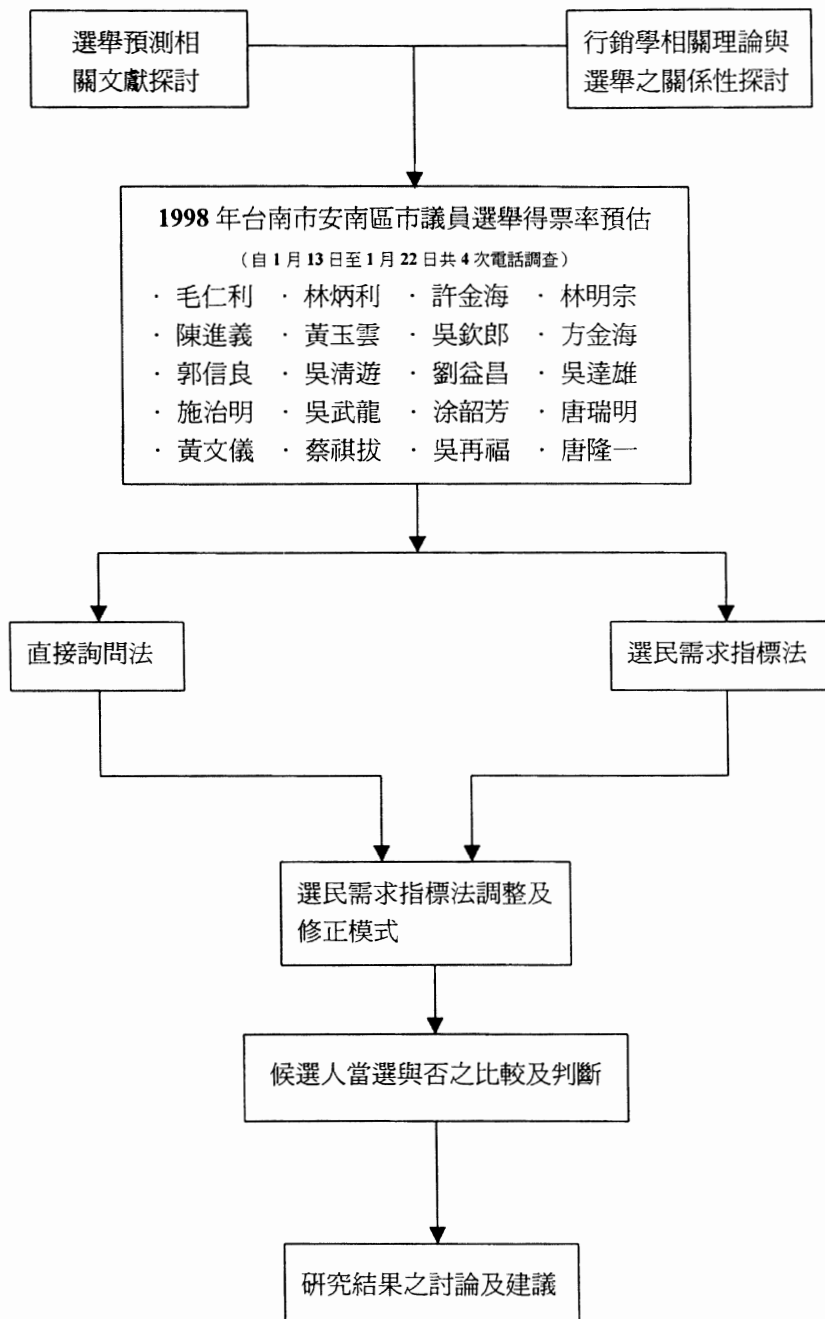 選舉預測相
關文獻探討
行銷學相關理論與
選舉之關係性探討
1998 年台南市安南區市議員選舉得票率預估
（自 1 月 13 日至 1 月 22 日共 4 次電話調查）
· 毛仁利 · 林炳利 · 許金海 · 林明宗
· 陳進義 · 黃玉雲 · 吳欽郎 · 方金海
· 郭信良 · 吳清遊 · 劉益昌 · 吳達雄
· 施治明 · 吳武龍 · 涂韶芳 · 唐瑞明
· 黃文儀 · 蔡祺拔 · 吳再福 · 唐隆一
直接詢問法
選民需求指標法
選民需求指標法調整及
修正模式
候選人當選與否之比較及判斷
研究結果之討論及建議